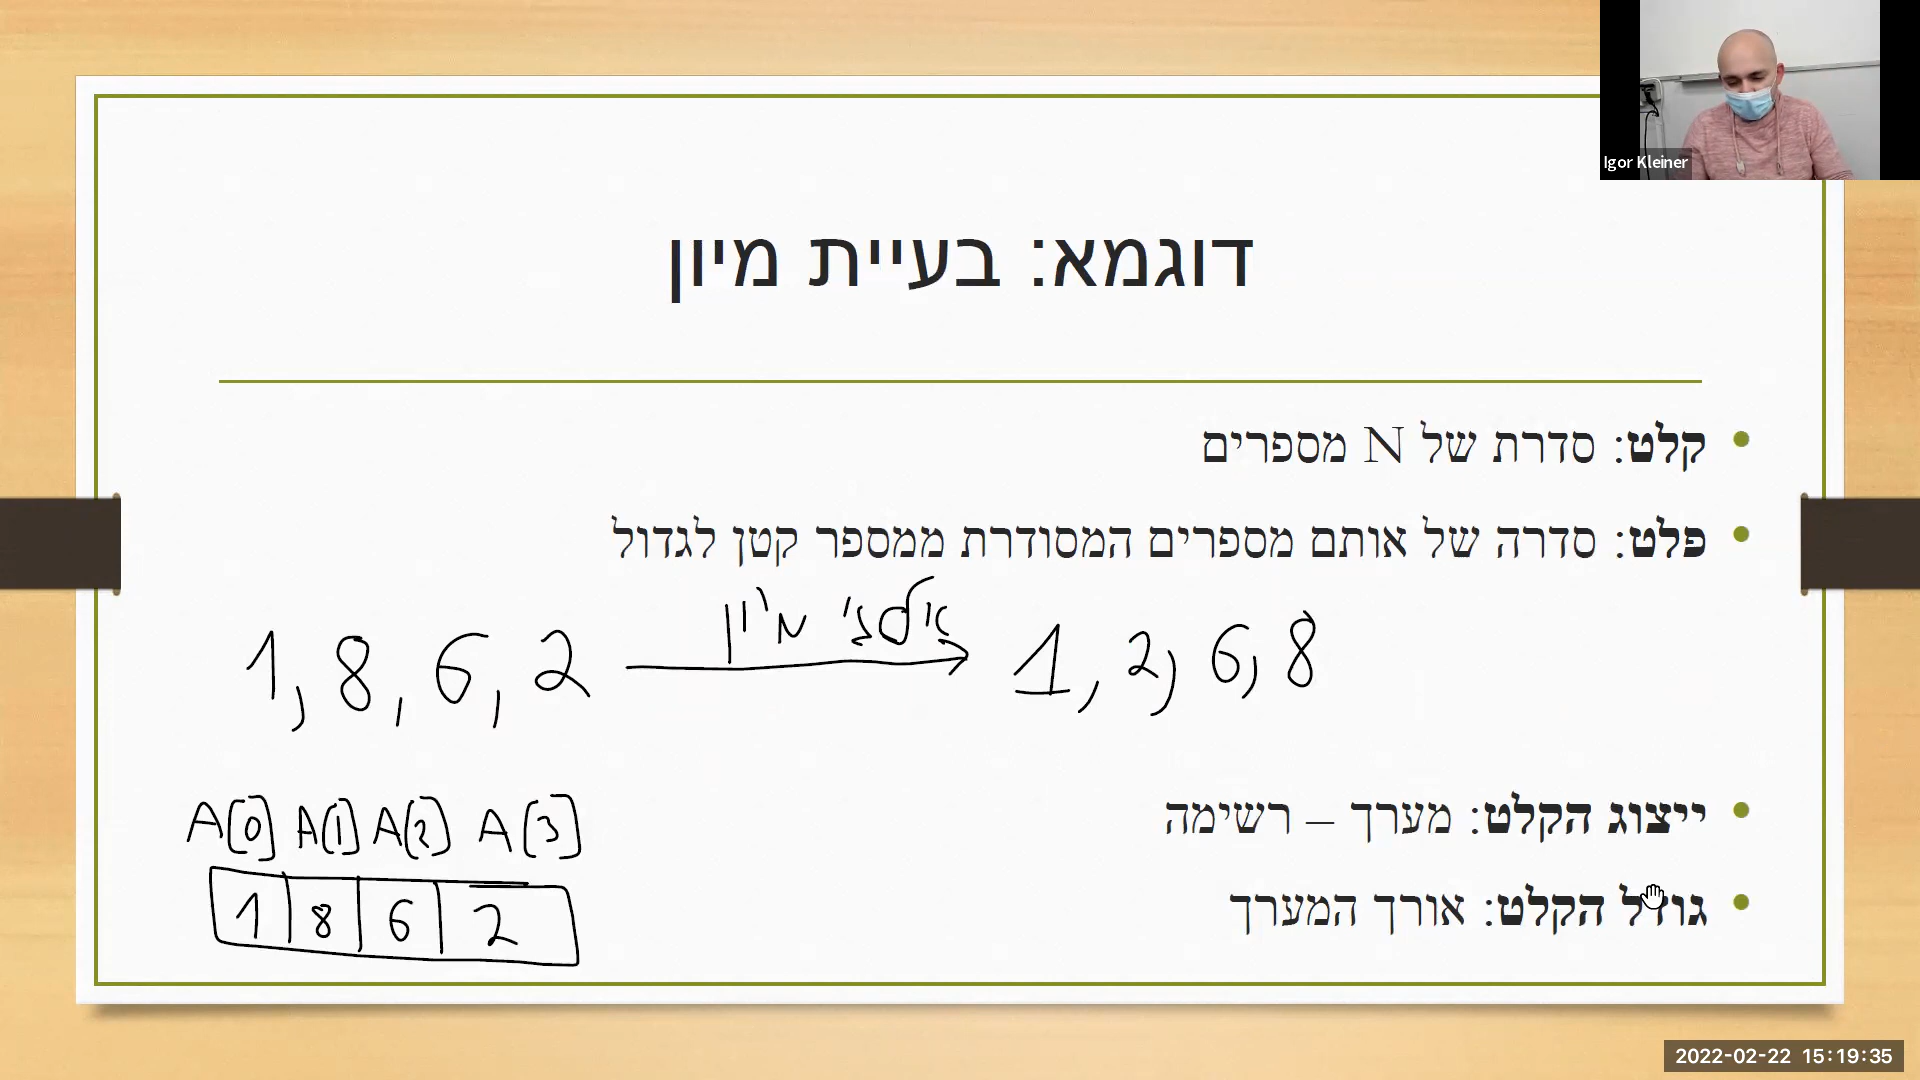 Igor Kleiner
דוגמא: בעיית מיון
קלט: סדרת של N מספרים
פלט: סדרה של אותם מספרים המסודרת ממספר קטן לגדול
אלג' מיון
1, 8, 6, 2 → 1, 2, 6, 8
ייצוג הקלט: מערך – רשימה
A[0] A[1] A[2] A[3]
גודל הקלט: אורך המערך
1 8 6 2
2022-02-22 15:19:35